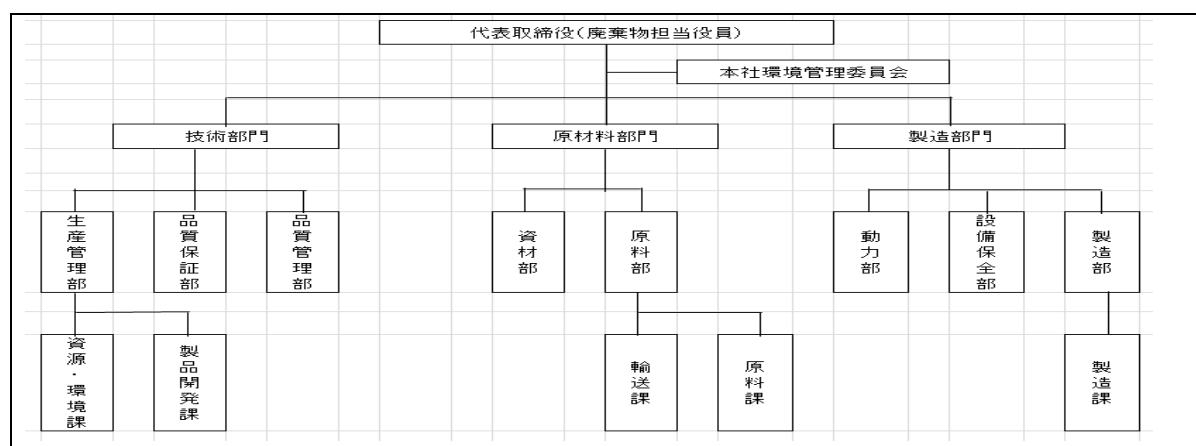 代表取締役(廃棄物担当役員)
本社環境管理委員会
技術部門
原材料部門
製造部門
生産管理部
品質保証部
品質管理部
資材部
原料部
動力部
設備保全部
製造部
資源・環境課
製品開発課
輸送課
原料課
製造課